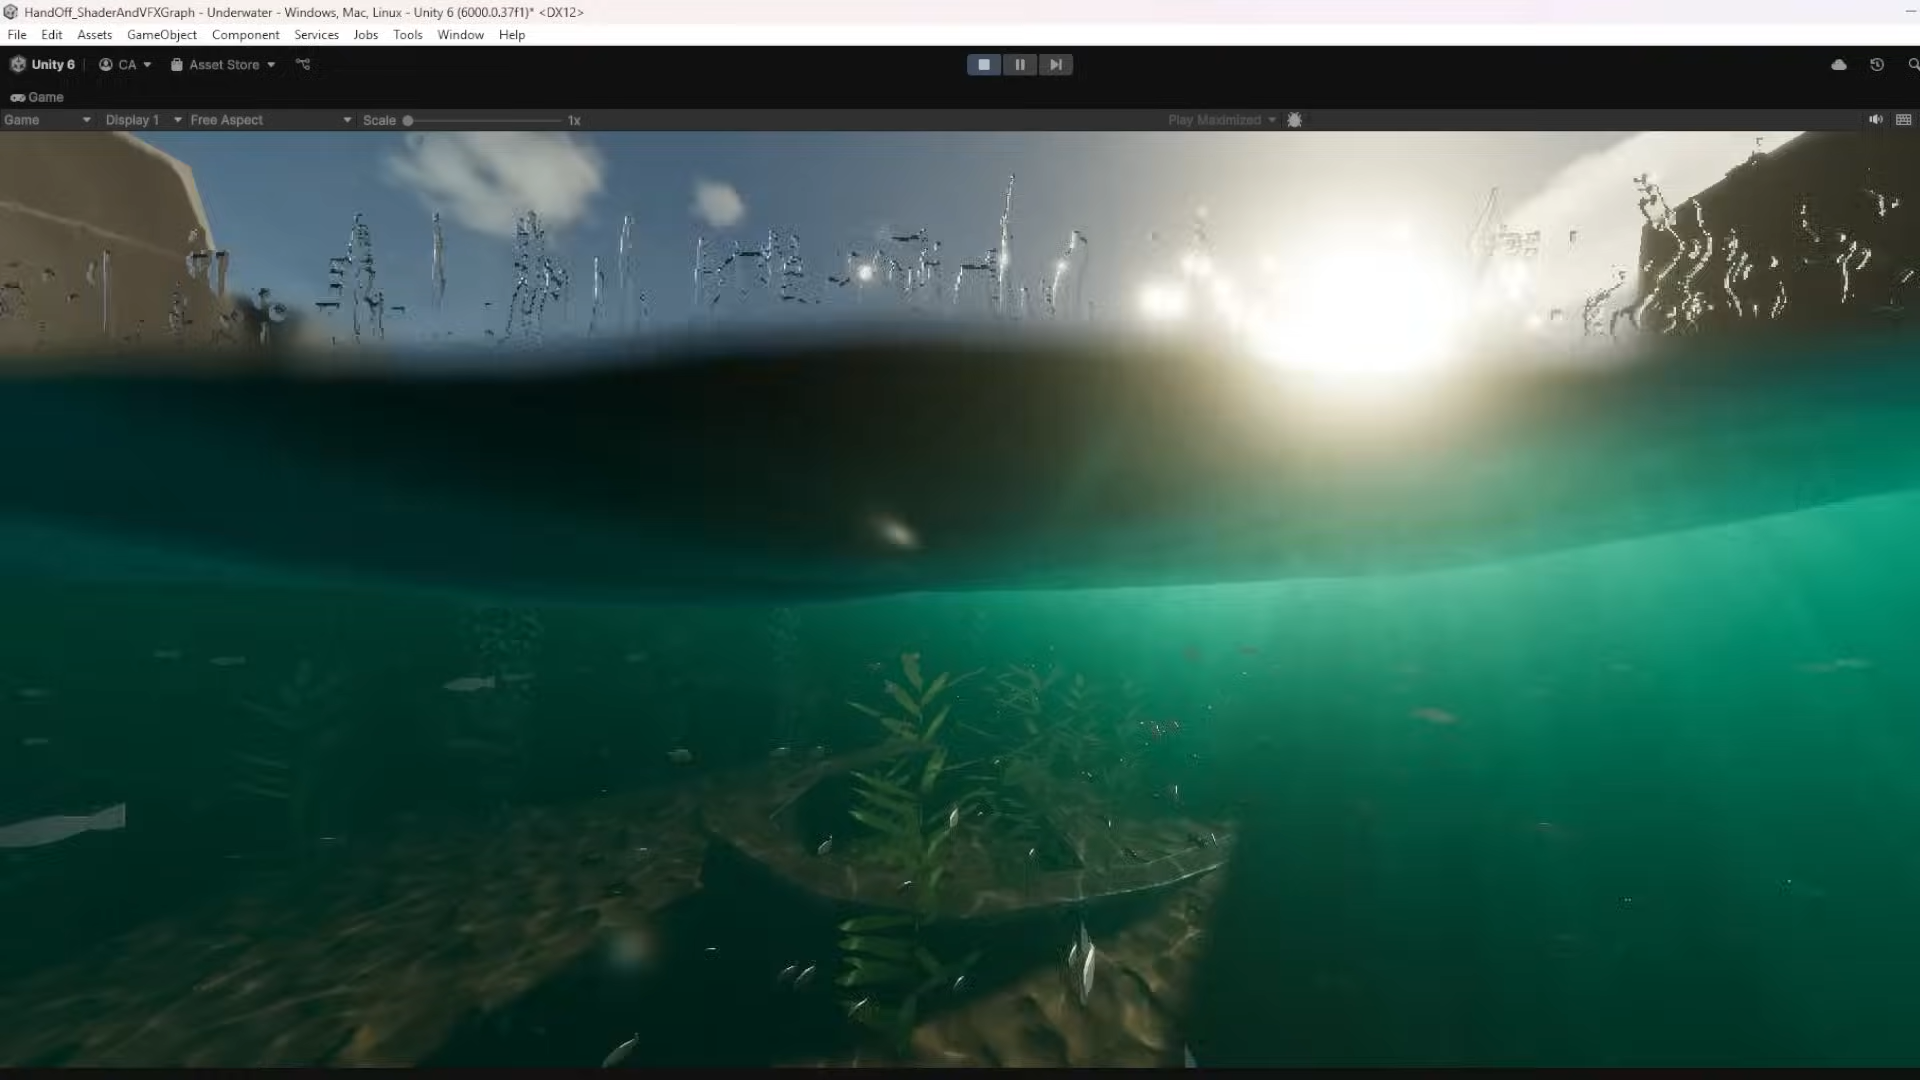 HandOff_ShaderAndVFXGraph - Underwater - Windows, Mac, Linux - Unity 6 (6000.0.37f1)* <DX12>
File Edit Assets GameObject Component Services Jobs Tools Window Help
Unity 6 CA Asset Store
Game
Game Display 1 Free Aspect Scale 1x Play Maximized